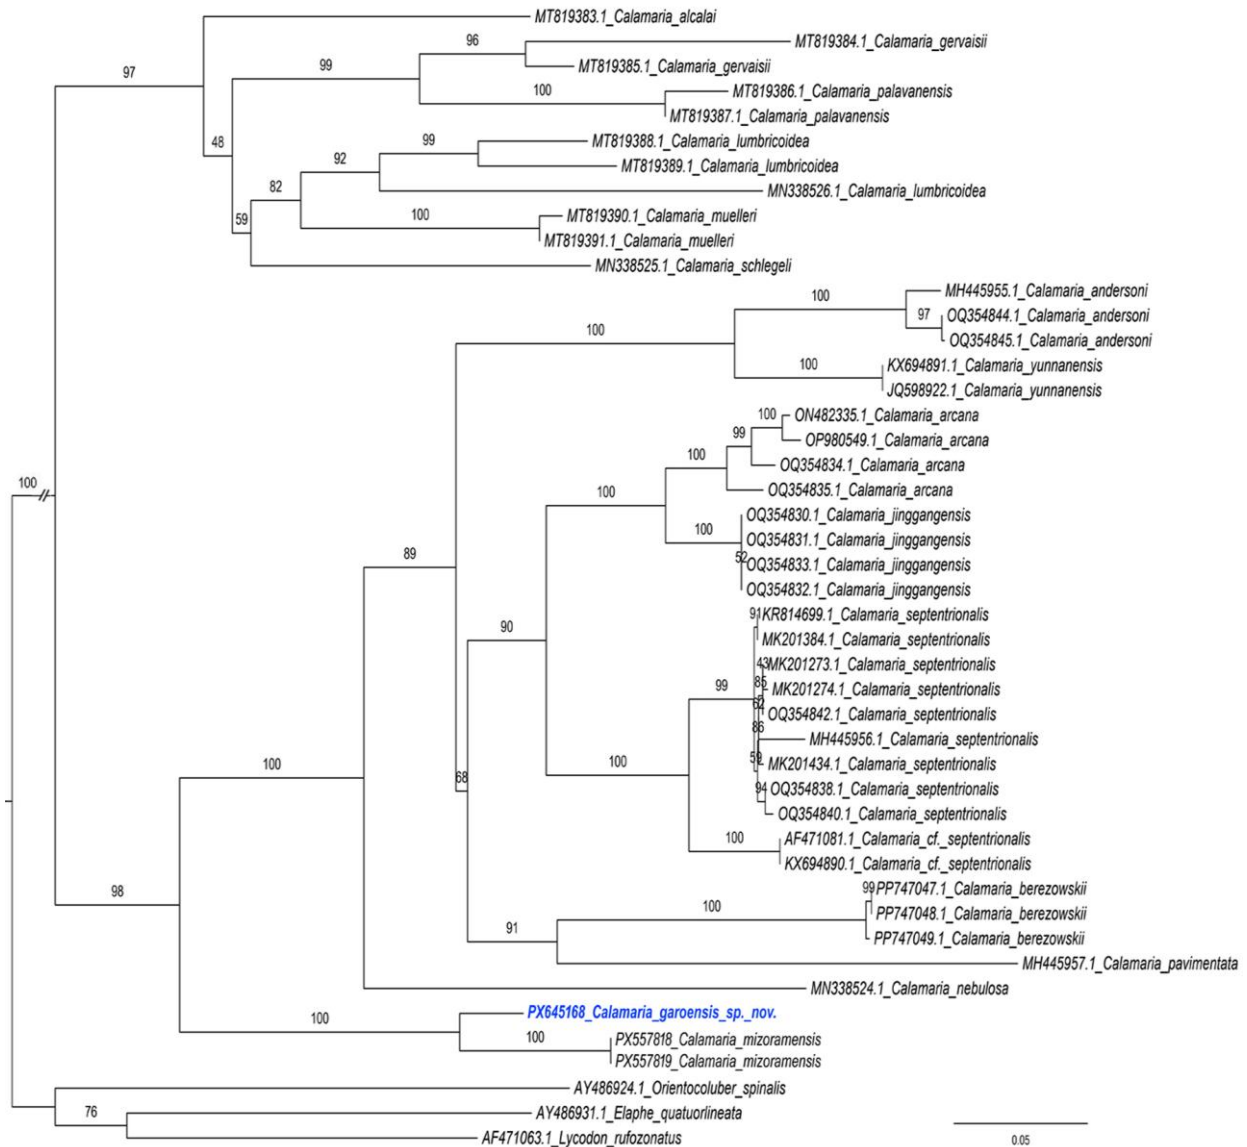 MT819383.1_Calamaria_alcalai
96
MT819384.1_Calamaria_gervaisii
97
99
MT819385.1_Calamaria_gervaisii
100
MT819386.1_Calamaria_palavanensis
MT819387.1_Calamaria_palavanensis
48
99
MT819388.1_Calamaria_lumbricoidea
92
MT819389.1_Calamaria_lumbricoidea
82
MN338526.1_Calamaria_lumbricoidea
59
100
MT819390.1_Calamaria_muelleri
MT819391.1_Calamaria_muelleri
MN338525.1_Calamaria_schlegeli
100
MH445955.1_Calamaria_andersoni
97
OQ354844.1_Calamaria_andersoni
100
OQ354845.1_Calamaria_andersoni
100
KX694891.1_Calamaria_yunnanensis
JQ598922.1_Calamaria_yunnanensis
100
ON482335.1_Calamaria_arcana
99
OP980549.1_Calamaria_arcana
100
OQ354834.1_Calamaria_arcana
100
100
OQ354835.1_Calamaria_arcana
OQ354830.1_Calamaria_jinggangensis
100
OQ354831.1_Calamaria_jinggangensis
89
52
OQ354833.1_Calamaria_jinggangensis
OQ354832.1_Calamaria_jinggangensis
91
KR814699.1_Calamaria_septentrionalis
90
MK201384.1_Calamaria_septentrionalis
43
MK201273.1_Calamaria_septentrionalis
99
85
MK201274.1_Calamaria_septentrionalis
62
OQ354842.1_Calamaria_septentrionalis
86
MH445956.1_Calamaria_septentrionalis
100
100
59
MK201434.1_Calamaria_septentrionalis
68
94
OQ354838.1_Calamaria_septentrionalis
OQ354840.1_Calamaria_septentrionalis
100
AF471081.1_Calamaria_cf._septentrionalis
KX694890.1_Calamaria_cf._septentrionalis
98
99
PP747047.1_Calamaria_berezowskii
100
PP747048.1_Calamaria_berezowskii
91
PP747049.1_Calamaria_berezowskii
MH445957.1_Calamaria_pavimentata
MN338524.1_Calamaria_nebulosa
PX645168_Calamaria_garoensis_sp._nov.
100
100
PX557818_Calamaria_mizoramensis
PX557819_Calamaria_mizoramensis
AY486924.1_Orientocoluber_spinalis
76
AY486931.1_Elaphe_quatuorlineata
AF471063.1_Lycodon_rufozonatus
0.05